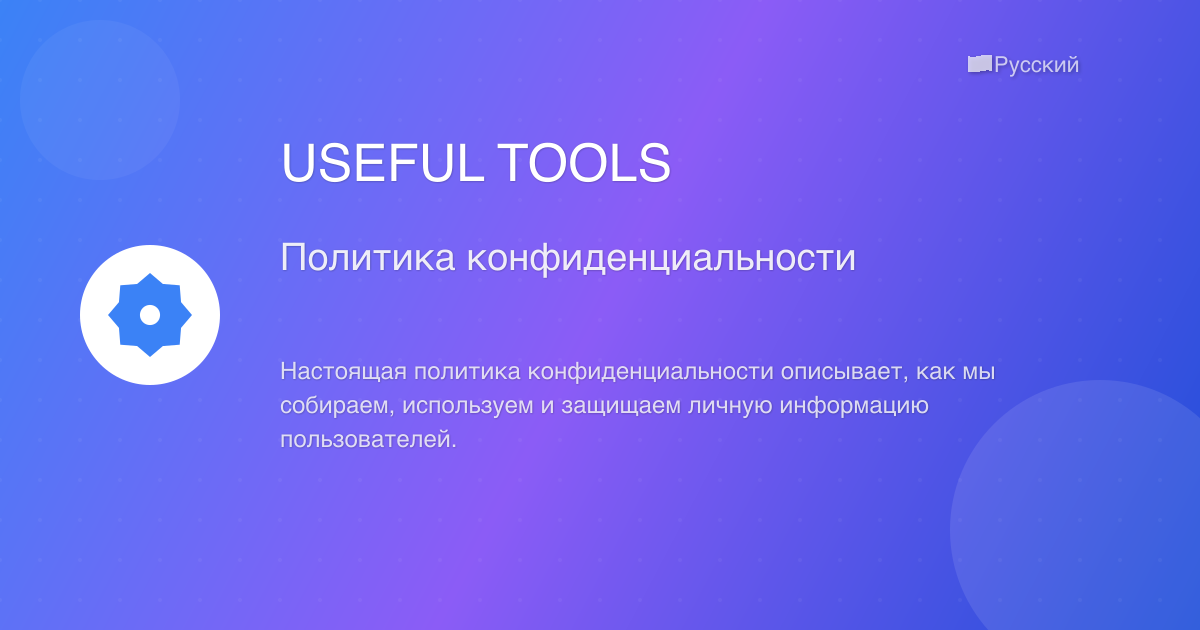 Русский
USEFUL TOOLS
Политика конфиденциальности
Настоящая политика конфиденциальности описывает, как мы
собираем, используем и защищаем личную информацию
пользователей.